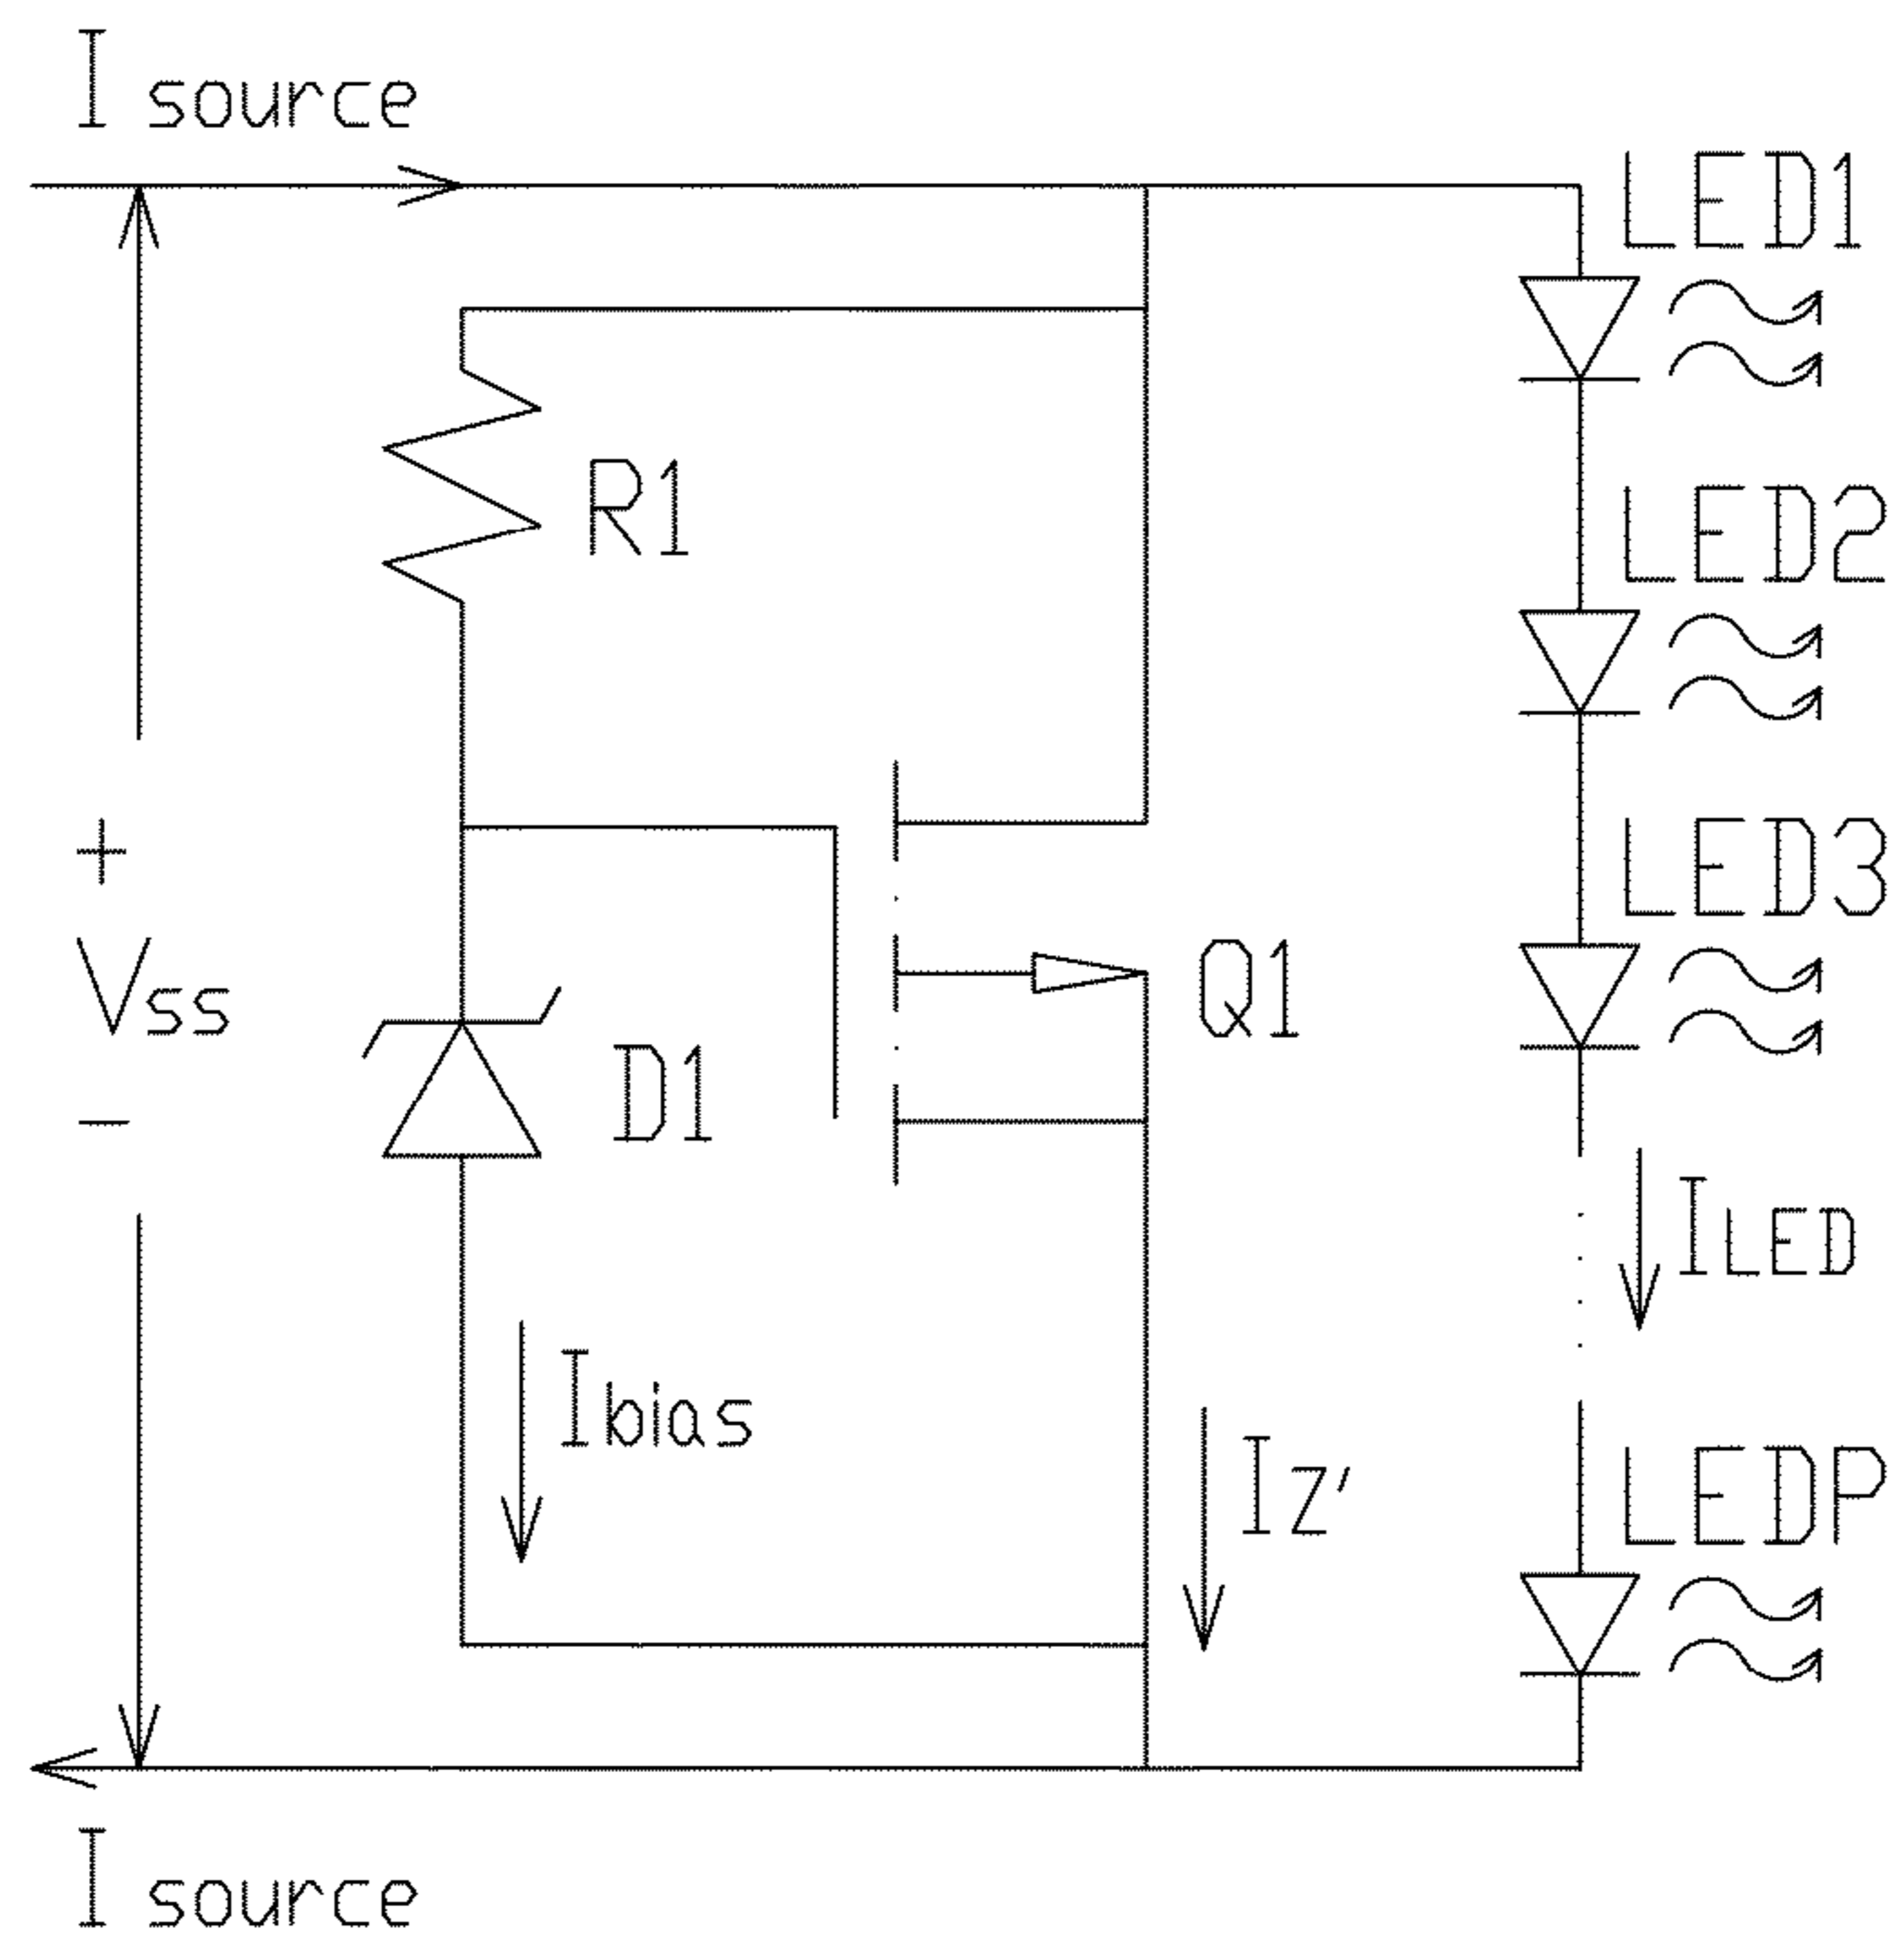 I source
LED1
R1
LED2
LED3
+
Vss
-
Q1
D1
ILED
Ibias
IZ'
LEDP
I source